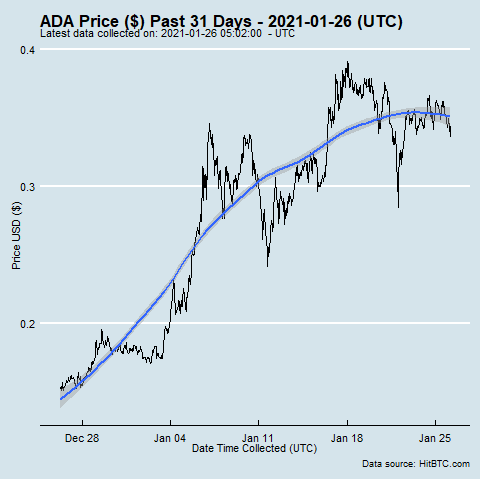 ADA Price ($) Past 31 Days - 2021-01-26 (UTC)
Latest data collected on: 2021-01-26 05:02:00 - UTC
0.4
0.3
0.2
Price USD ($)
Dec 28 Jan 04 Jan 11 Jan 18 Jan 25
Date Time Collected (UTC)
Data source: HitBTC.com